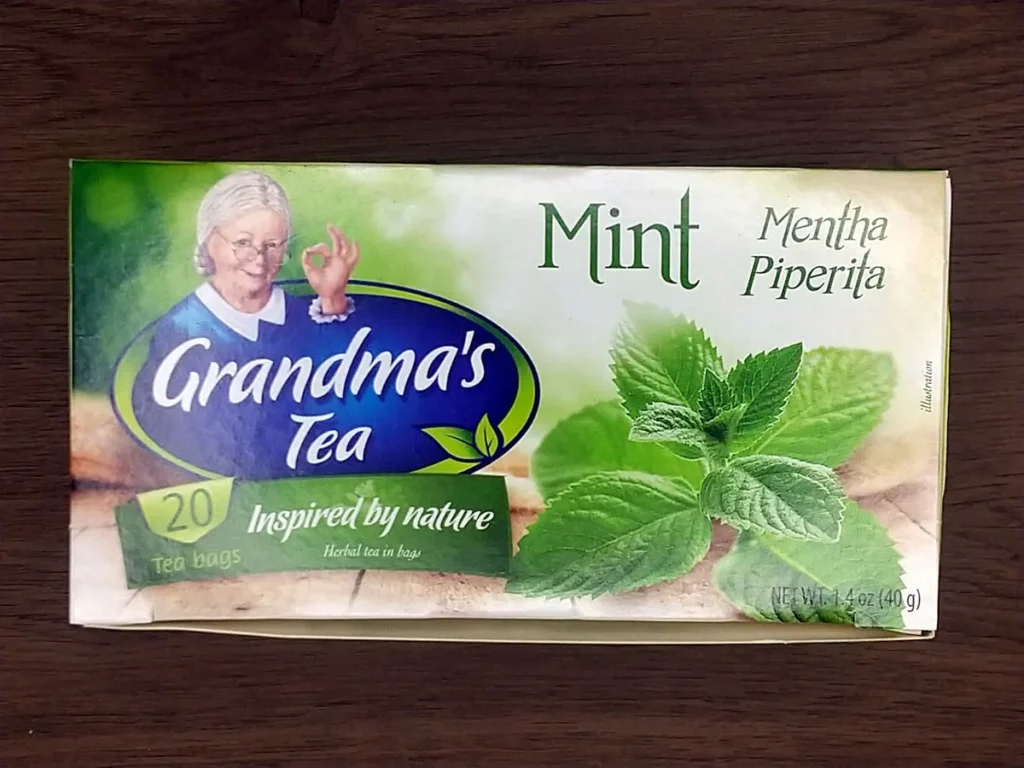 Mint
Mentha
Piperita
Grandma's
Tea
illustration
20
Tea bags
Inspired by nature
Herbal tea in bags
NET WT. 1.4 oz (40 g)